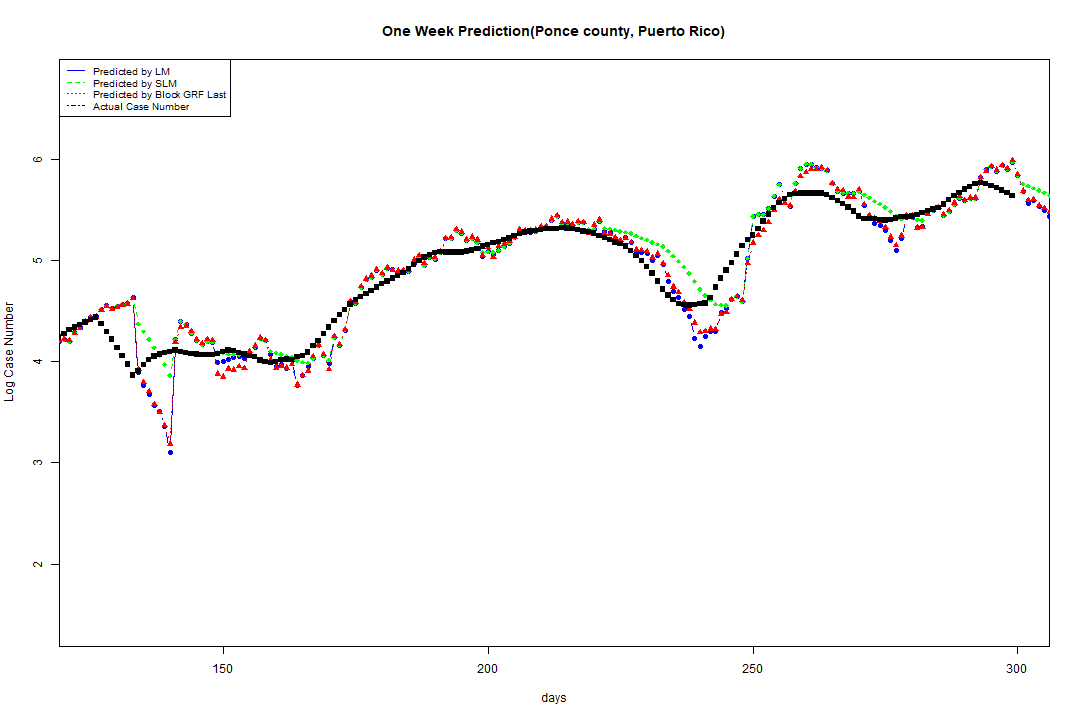 One Week Prediction(Ponce county, Puerto Rico)
Predicted by LM
Predicted by SLM
Predicted by Block GRF Last
Actual Case Number
6
5
4
3
2
Log Case Number
150
200
250
300
days